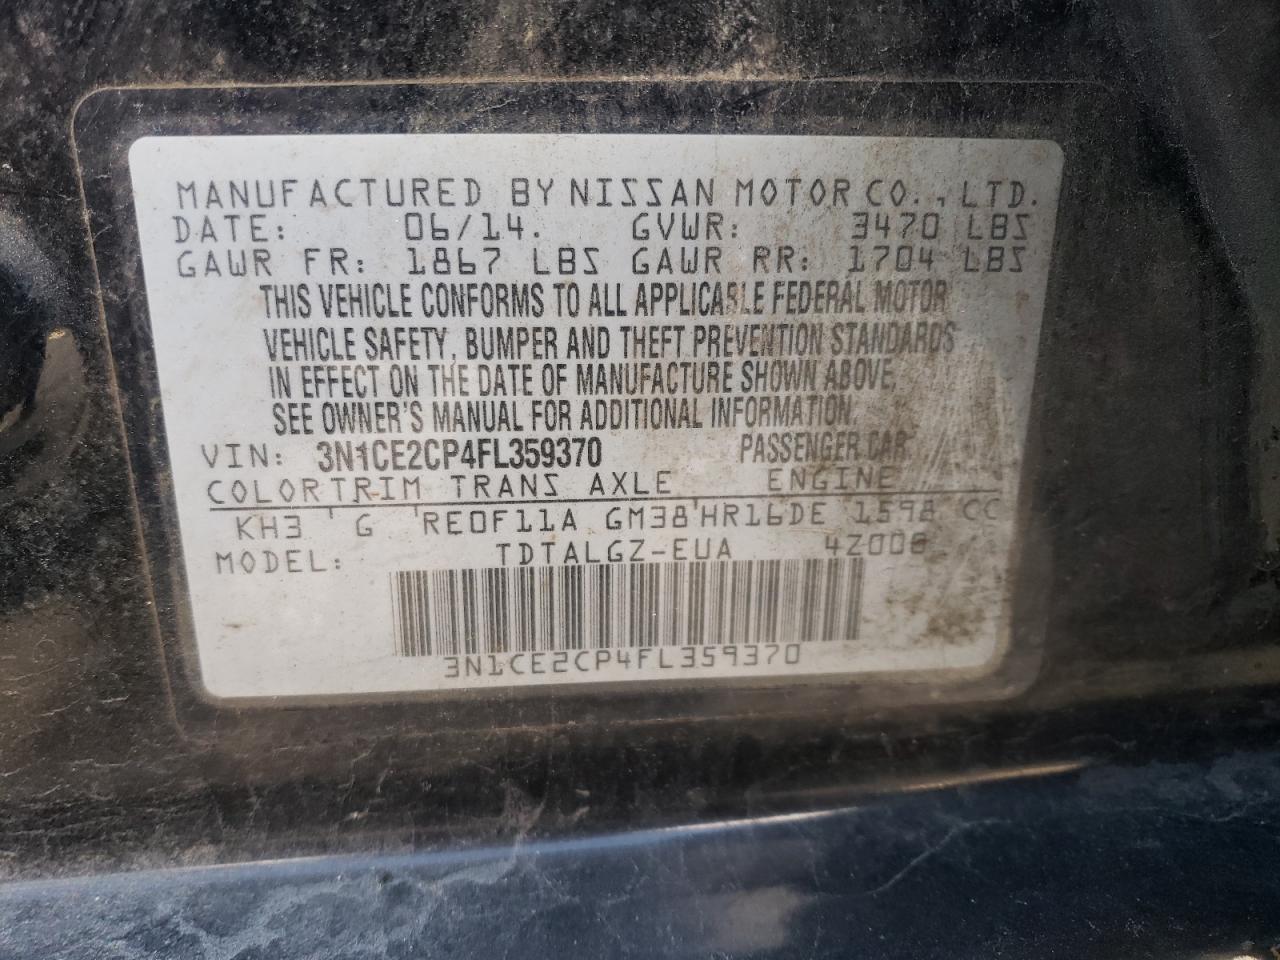 MANUFACTURED BY NISSAN MOTOR CO., LTD.
DATE: 06/14. GVWR: 3470 LBS
GAWR FR: 1867 LBS GAWR RR: 1704 LBS
THIS VEHICLE CONFORMS TO ALL APPLICABLE FEDERAL MOTOR
VEHICLE SAFETY, BUMPER AND THEFT PREVENTION STANDARDS
IN EFFECT ON THE DATE OF MANUFACTURE SHOWN ABOVE.
SEE OWNER'S MANUAL FOR ADDITIONAL INFORMATION.
VIN: 3N1CE2CP4FL359370 PASSENGER CAR
COLOR TRIM TRANS AXLE ENGINE
KH3 ' G ' RE0F11A GM38 ' HR16DE 1598 CC
MODEL: TDTALGZ-EUA 4Z008
3N1CE2CP4FL359370